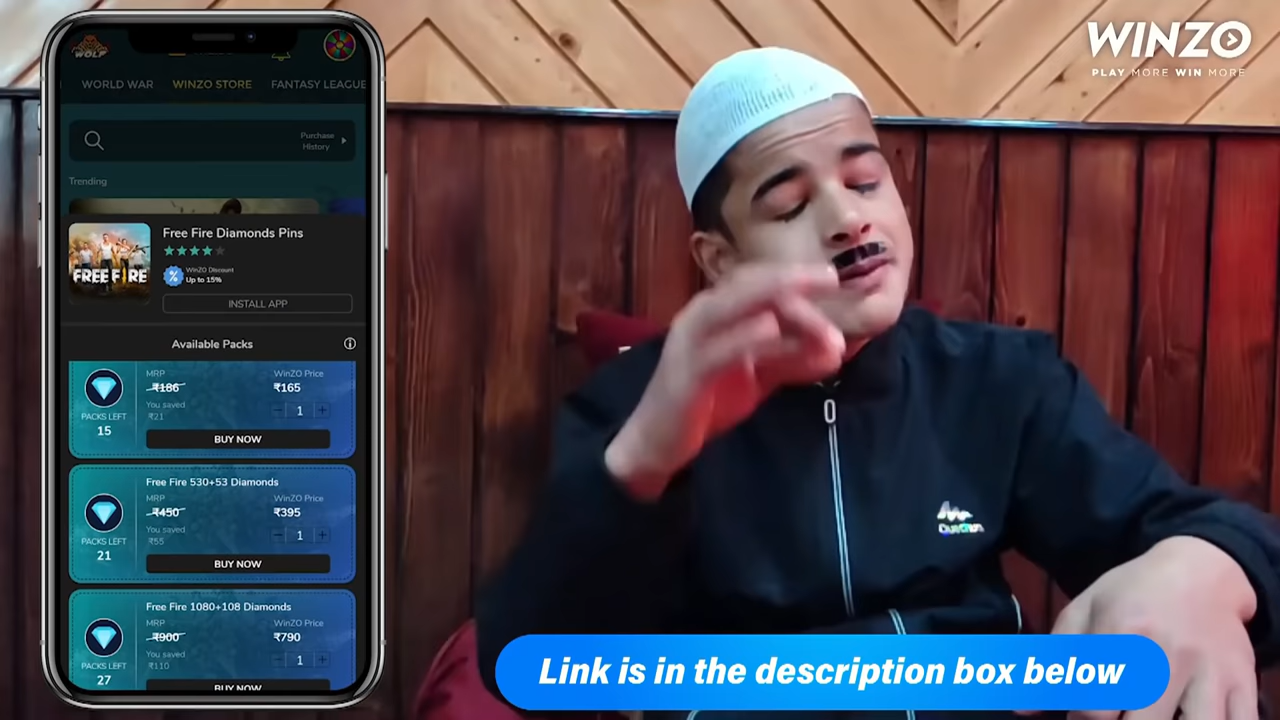 WOLF
WORLD WAR
WINZO STORE
FANTASY LEAGUE
Purchase
History
Trending
Free Fire Diamonds Pins
FREE FIRE
WinZO Discount
Up to 15%
INSTALL APP
Available Packs
MRP
WinZO Price
₹186
₹165
You saved
₹21
1
PACKS LEFT
15
BUY NOW
Free Fire 530+53 Diamonds
MRP
WinZO Price
₹450
₹395
You saved
₹55
1
PACKS LEFT
21
BUY NOW
Free Fire 1080+108 Diamonds
MRP
WinZO Price
₹900
₹790
You saved
₹110
1
PACKS LEFT
27
BUY NOW
WINZO
PLAY MORE WIN MORE
Link is in the description box below